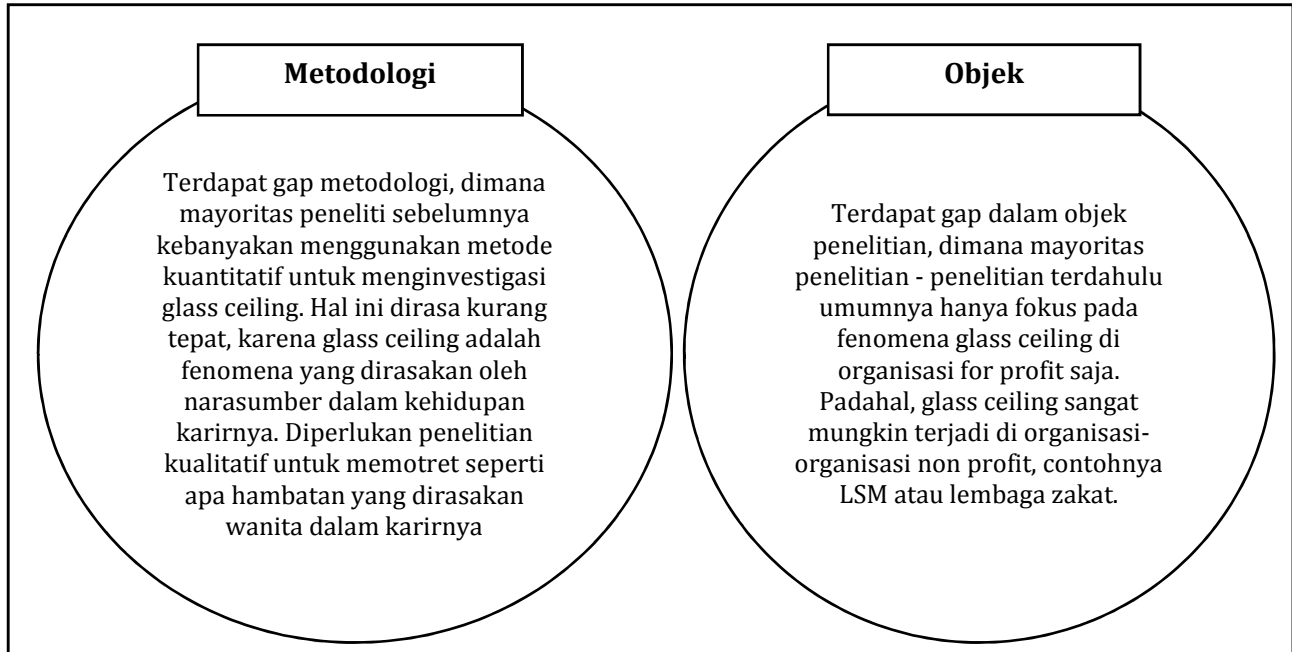 Metodologi
Terdapat gap metodologi, dimana
mayoritas peneliti sebelumnya
kebanyakan menggunakan metode
kuantitatif untuk menginvestigasi
glass ceiling. Hal ini dirasa kurang
tepat, karena glass ceiling adalah
fenomena yang dirasakan oleh
narasumber dalam kehidupan
karirnya. Diperlukan penelitian
kualitatif untuk memotret seperti
apa hambatan yang dirasakan
wanita dalam karirnya
Objek
Terdapat gap dalam objek
penelitian, dimana mayoritas
penelitian - penelitian terdahulu
umumnya hanya fokus pada
fenomena glass ceiling di
organisasi for profit saja.
Padahal, glass ceiling sangat
mungkin terjadi di organisasi-
organisasi non profit, contohnya
LSM atau lembaga zakat.